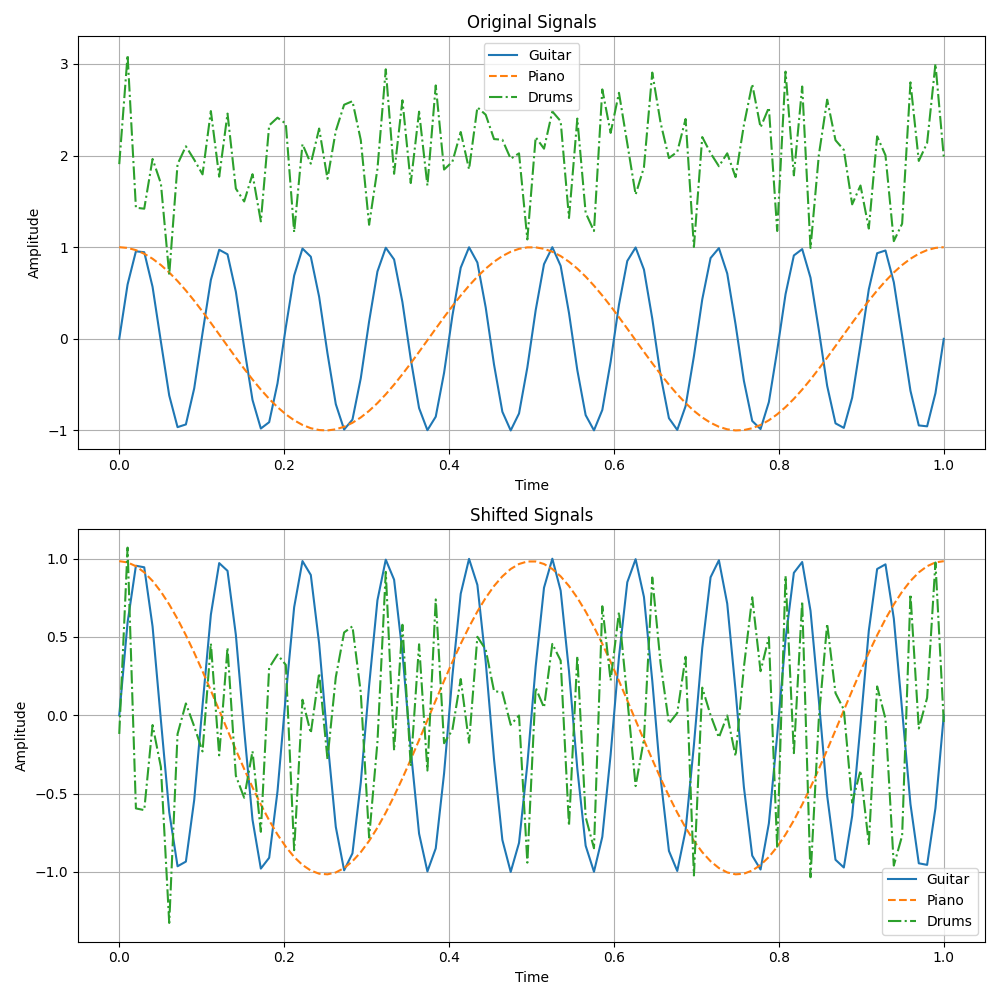 Original Signals
Guitar
Piano
Drums
3
2
1
0
−1
Amplitude
0.0 0.2 0.4 0.6 0.8 1.0
Time
Shifted Signals
1.0
0.5
0.0
−0.5
−1.0
Amplitude
Guitar
Piano
Drums
0.0 0.2 0.4 0.6 0.8 1.0
Time